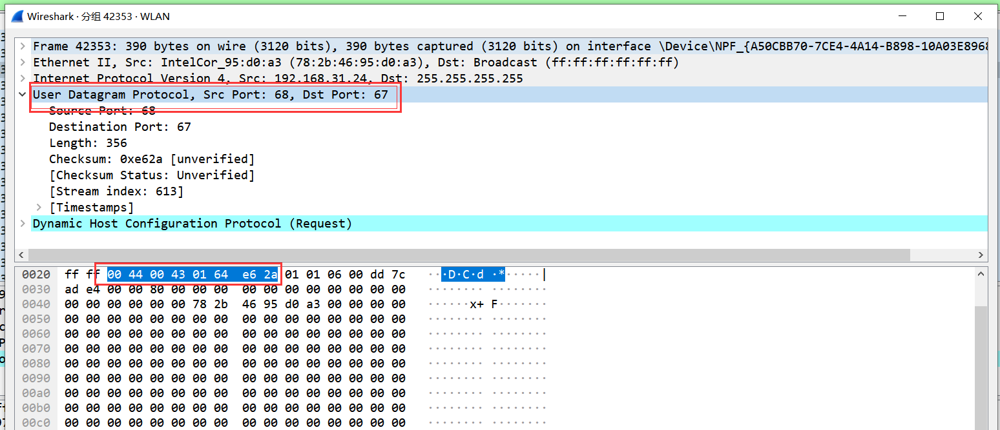 Wireshark · 分组 42353 · WLAN
Frame 42353: 390 bytes on wire (3120 bits), 390 bytes captured (3120 bits) on interface \Device\NPF_{A50CBB70-7CE4-4A14-B898-10A03E8968
Ethernet II, Src: IntelCor_95:d0:a3 (78:2b:46:95:d0:a3), Dst: Broadcast (ff:ff:ff:ff:ff:ff)
Internet Protocol Version 4, Src: 192.168.31.24, Dst: 255.255.255.255
User Datagram Protocol, Src Port: 68, Dst Port: 67
Source Port: 68
Destination Port: 67
Length: 356
Checksum: 0xe62a [unverified]
[Checksum Status: Unverified]
[Stream index: 613]
[Timestamps]
Dynamic Host Configuration Protocol (Request)
0020 ff ff 00 44 00 43 01 64 e6 2a 01 01 06 00 dd 7c ···D·C·d ·*·····|
0030 ad e4 00 00 80 00 00 00 00 00 00 00 00 00 00 00 ········ ········
0040 00 00 00 00 00 00 78 2b 46 95 d0 a3 00 00 00 00 ······x+ F·······
0050 00 00 00 00 00 00 00 00 00 00 00 00 00 00 00 00 ········ ········
0060 00 00 00 00 00 00 00 00 00 00 00 00 00 00 00 00 ········ ········
0070 00 00 00 00 00 00 00 00 00 00 00 00 00 00 00 00 ········ ········
0080 00 00 00 00 00 00 00 00 00 00 00 00 00 00 00 00 ········ ········
0090 00 00 00 00 00 00 00 00 00 00 00 00 00 00 00 00 ········ ········
00a0 00 00 00 00 00 00 00 00 00 00 00 00 00 00 00 00 ········ ········
00b0 00 00 00 00 00 00 00 00 00 00 00 00 00 00 00 00 ········ ········
00c0 00 00 00 00 00 00 00 00 00 00 00 00 00 00 00 00 ········ ········